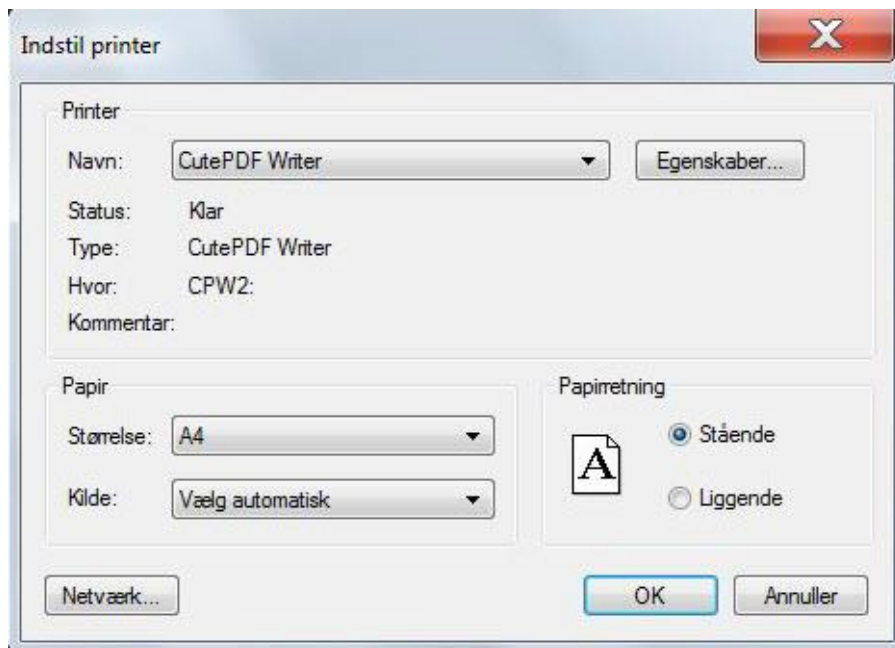 Indstil printer
Printer
Navn: CutePDF Writer Egenskaber...
Status: Klar
Type: CutePDF Writer
Hvor: CPW2:
Kommentar:
Papir Papirretning
Størrelse: A4 Stående
A
Kilde: Vælg automatisk Liggende
Netværk... OK Annuller